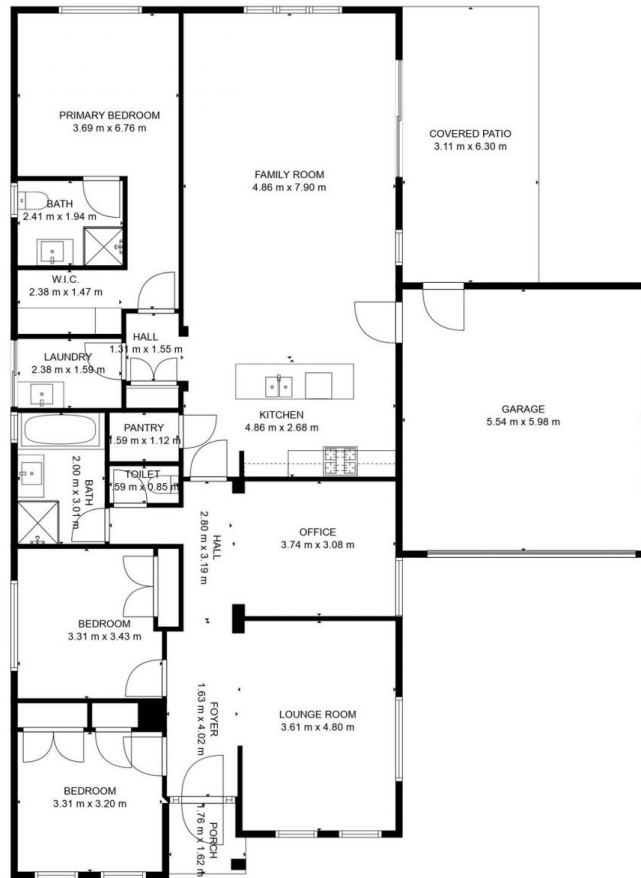 PRIMARY BEDROOM
3.69 m x 6.76 m
FAMILY ROOM
4.86 m x 7.90 m
COVERED PATIO
3.11 m x 6.30 m
BATH
2.41 m x 1.94 m
W.I.C.
2.38 m x 1.47 m
HALL
1.31 m x 1.55 m
LAUNDRY
2.38 m x 1.59 m
KITCHEN
4.86 m x 2.68 m
GARAGE
5.54 m x 5.98 m
PANTRY
1.59 m x 1.12 m
TOILET
.59 m x 0.85 m
BATH
2.00 m x 3.01 m
HALL
2.80 m x 3.19 m
OFFICE
3.74 m x 3.08 m
BEDROOM
3.31 m x 3.43 m
FOYER
1.63 m x 4.02 m
LOUNGE ROOM
3.61 m x 4.80 m
BEDROOM
3.31 m x 3.20 m
PORCH
1.76 m x 1.62 m